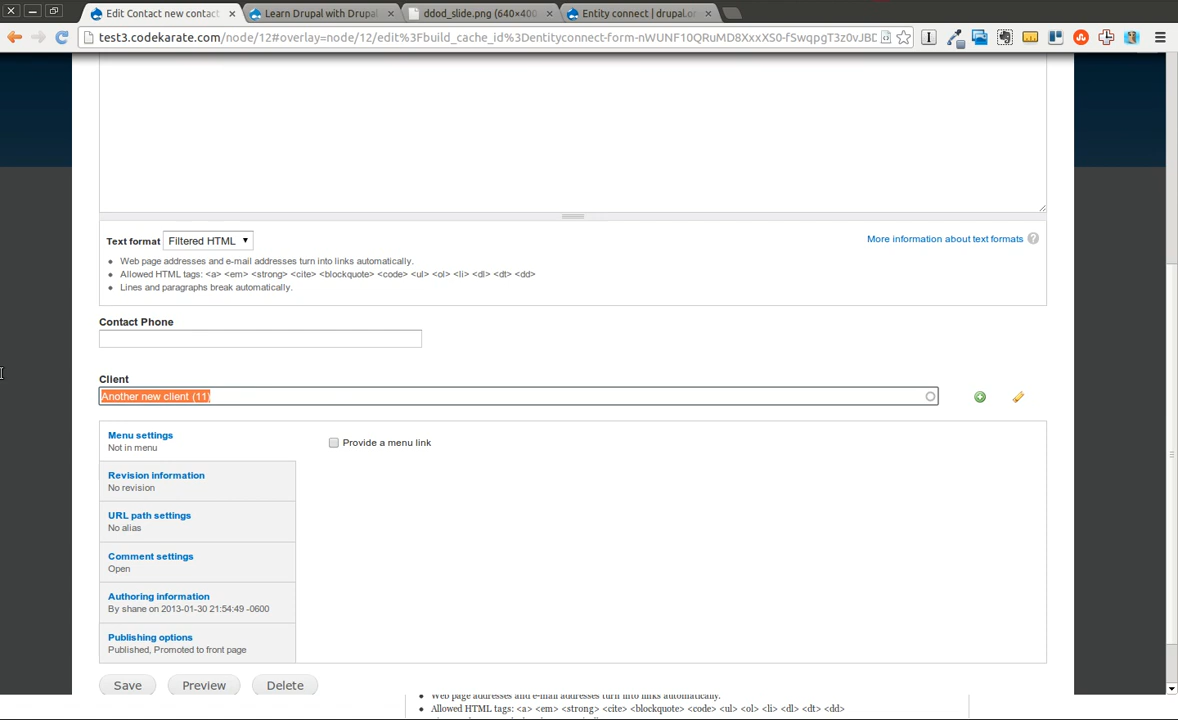 Edit Contact new contact
Learn Drupal with Drupal
ddod_slide.png (640×400
Entity connect | drupal.or
test3.codekarate.com/node/12#overlay=node/12/edit%3Fbuild_cache_id%3Dentityconnect-form-nWUNF10QRuMD8XxxXS0-fSwqpgT3z0vJBD
Text format Filtered HTML
More information about text formats ?
Web page addresses and e-mail addresses turn into links automatically.
Allowed HTML tags: <a> <em> <strong> <cite> <blockquote> <code> <ul> <ol> <li> <dl> <dt> <dd>
Lines and paragraphs break automatically.
Contact Phone
Client
Another new client (11)
Menu settings
Not in menu
Provide a menu link
Revision information
No revision
URL path settings
No alias
Comment settings
Open
Authoring information
By shane on 2013-01-30 21:54:49 -0600
Publishing options
Published, Promoted to front page
Save
Preview
Delete
Web page addresses and e-mail addresses turn into links automatically.
Allowed HTML tags: <a> <em> <strong> <cite> <blockquote> <code> <ul> <ol> <li> <dl> <dt> <dd>